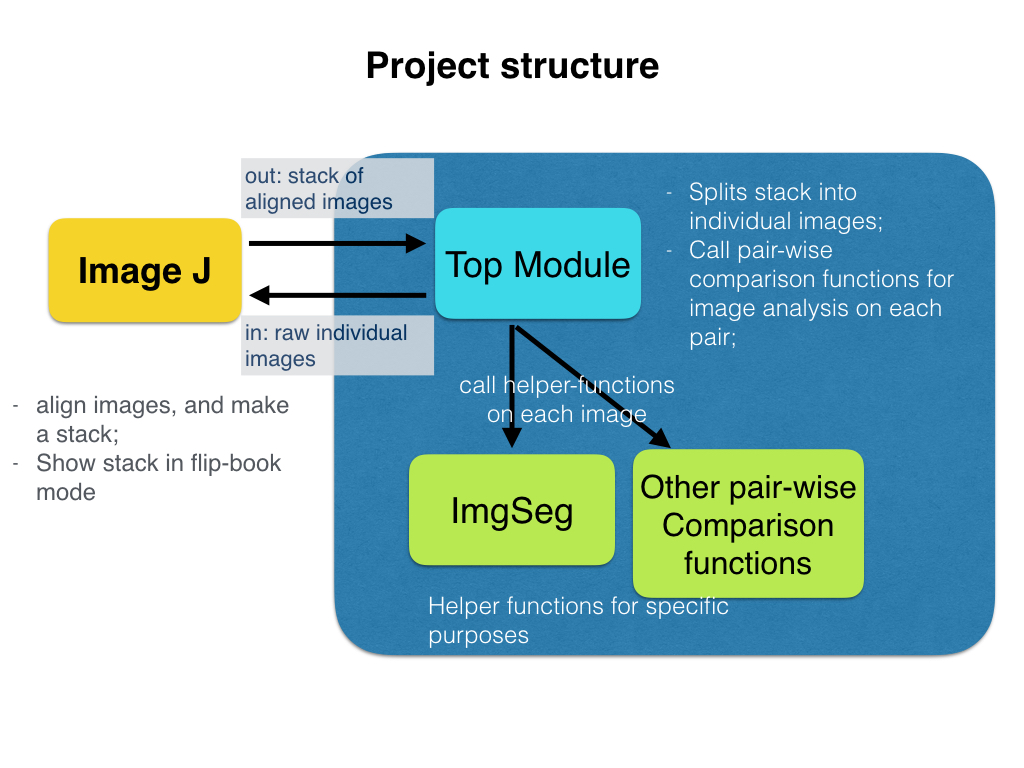 Project structure
out: stack of
aligned images
Image J
Top Module
in: raw individual
images
- Splits stack into
individual images;
- Call pair-wise
comparison functions for
image analysis on each
pair;
- align images, and make
a stack;
- Show stack in flip-book
mode
call helper-functions
on each image
ImgSeg
Other pair-wise
Comparison
functions
Helper functions for specific
purposes